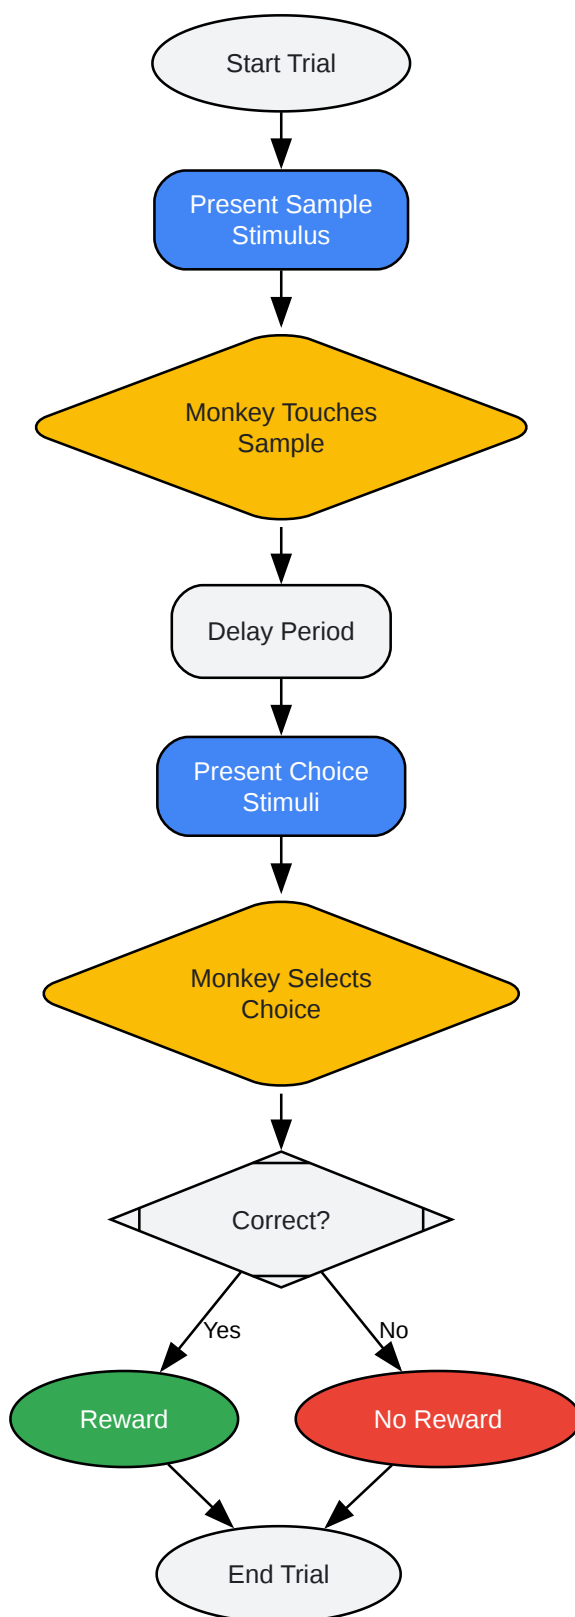 Start Trial
Present Sample
Stimulus
Monkey Touches
Sample
Delay Period
Present Choice
Stimuli
Monkey Selects
Choice
Correct?
Yes
No
Reward
No Reward
End Trial